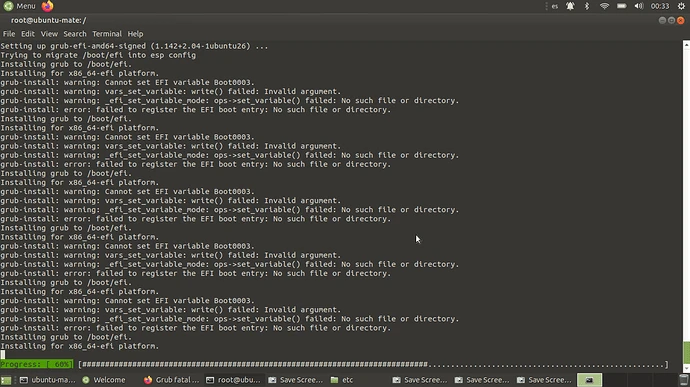 Menu
es
00:33
root@ubuntu-mate: /
File Edit View Search Terminal Help
Setting up grub-efi-amd64-signed (1.142+2.04-1ubuntu26) ...
Trying to migrate /boot/efi into esp config
Installing grub to /boot/efi.
Installing for x86_64-efi platform.
grub-install: warning: Cannot set EFI variable Boot0003.
grub-install: warning: vars_set_variable: write() failed: Invalid argument.
grub-install: warning: _efi_set_variable_mode: ops->set_variable() failed: No such file or directory.
grub-install: error: failed to register the EFI boot entry: No such file or directory.
Installing grub to /boot/efi.
Installing for x86_64-efi platform.
grub-install: warning: Cannot set EFI variable Boot0003.
grub-install: warning: vars_set_variable: write() failed: Invalid argument.
grub-install: warning: _efi_set_variable_mode: ops->set_variable() failed: No such file or directory.
grub-install: error: failed to register the EFI boot entry: No such file or directory.
Installing grub to /boot/efi.
Installing for x86_64-efi platform.
grub-install: warning: Cannot set EFI variable Boot0003.
grub-install: warning: vars_set_variable: write() failed: Invalid argument.
grub-install: warning: _efi_set_variable_mode: ops->set_variable() failed: No such file or directory.
grub-install: error: failed to register the EFI boot entry: No such file or directory.
Installing grub to /boot/efi.
Installing for x86_64-efi platform.
grub-install: warning: Cannot set EFI variable Boot0003.
grub-install: warning: vars_set_variable: write() failed: Invalid argument.
grub-install: warning: _efi_set_variable_mode: ops->set_variable() failed: No such file or directory.
grub-install: error: failed to register the EFI boot entry: No such file or directory.
Installing grub to /boot/efi.
Installing for x86_64-efi platform.
grub-install: warning: Cannot set EFI variable Boot0003.
grub-install: warning: vars_set_variable: write() failed: Invalid argument.
grub-install: warning: _efi_set_variable_mode: ops->set_variable() failed: No such file or directory.
grub-install: error: failed to register the EFI boot entry: No such file or directory.
Installing grub to /boot/efi.
Installing for x86_64-efi platform.
Progress: [ 60%] [##########################################################################.................................................]
ubuntu-ma... Welcome Grub fatal ... root@ubu... Save Scree... etc Save Scree... Save Scree... Save Scree...